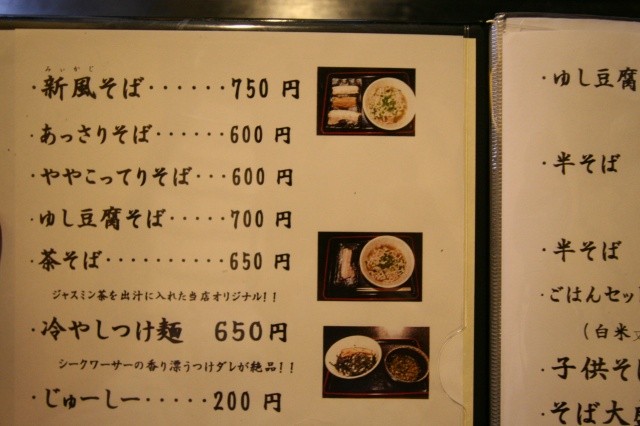 みいかじ
・新風そば・・・・・・750 円
・あっさりそば・・・・・600 円
・ややこってりそば・・・600 円
・ゆし豆腐そば・・・・・700 円
・茶そば・・・・・・・・・650 円
ジャスミン茶を出汁に入れた当店オリジナル!!
・冷やしつけ麺 650円
シークワーサーの香り漂うつけダレが絶品!!
・じゅーしー・・・・・200 円
・ゆし豆腐
・半そば
・半そば
・ごはんセッ
(白米
・子供そ
・そば大